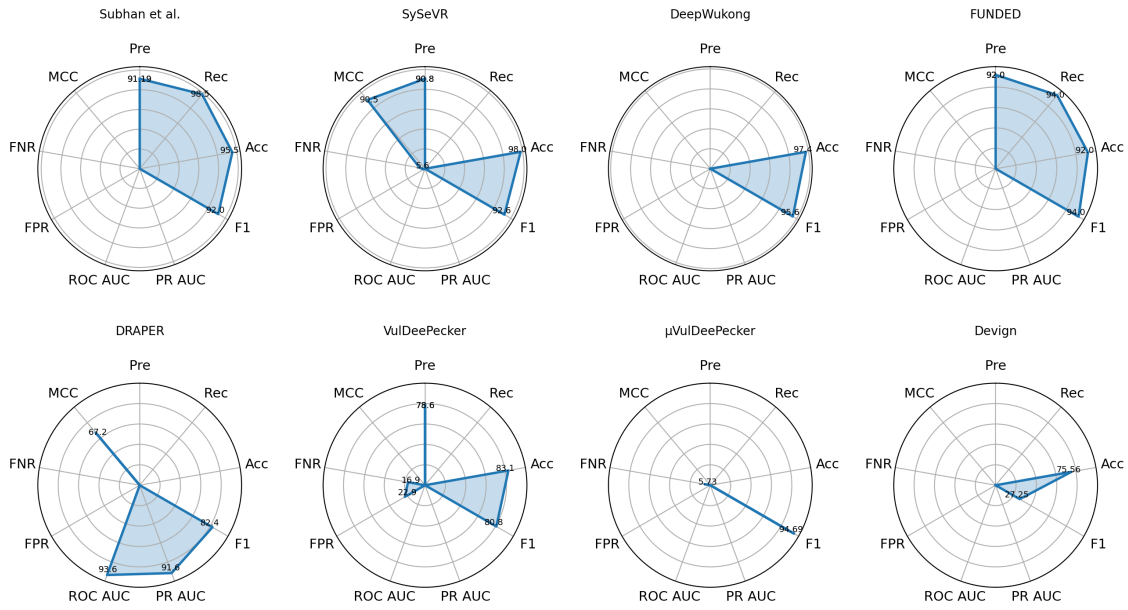 Subhan et al.
Pre
Rec
Acc
F1
PR AUC
ROC AUC
FPR
FNR
MCC
91.19
98.5
95.5
92.0
SySeVR
Pre
Rec
Acc
F1
PR AUC
ROC AUC
FPR
FNR
MCC
90.8
98.0
92.6
5.6
90.5
DeepWukong
Pre
Rec
Acc
F1
PR AUC
ROC AUC
FPR
FNR
MCC
97.4
95.6
FUNDED
Pre
Rec
Acc
F1
PR AUC
ROC AUC
FPR
FNR
MCC
92.0
94.0
92.0
94.0
DRAPER
Pre
Rec
Acc
F1
PR AUC
ROC AUC
FPR
FNR
MCC
82.4
91.6
93.6
67.2
VulDeePecker
Pre
Rec
Acc
F1
PR AUC
ROC AUC
FPR
FNR
MCC
78.6
83.1
80.8
22.9
16.9
μVulDeePecker
Pre
Rec
Acc
F1
PR AUC
ROC AUC
FPR
FNR
MCC
94.69
5.73
Devign
Pre
Rec
Acc
F1
PR AUC
ROC AUC
FPR
FNR
MCC
75.56
27.25